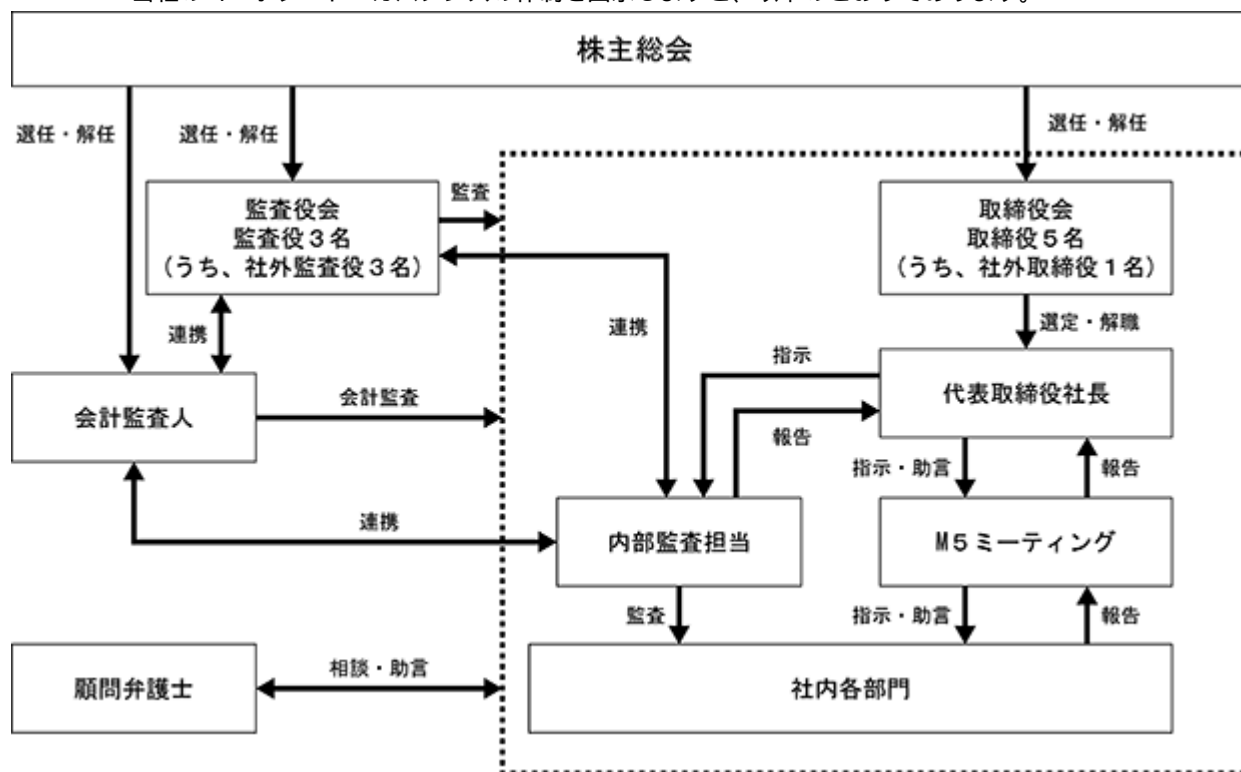 株主総会
選任・解任
選任・解任
選任・解任
監査役会
監査役３名
（うち、社外監査役３名）
監査
取締役会
取締役５名
（うち、社外取締役１名）
連携
連携
選定・解職
指示
会計監査人
会計監査
代表取締役社長
報告
指示・助言
報告
連携
内部監査担当
M５ミーティング
監査
指示・助言
報告
顧問弁護士
相談・助言
社内各部門